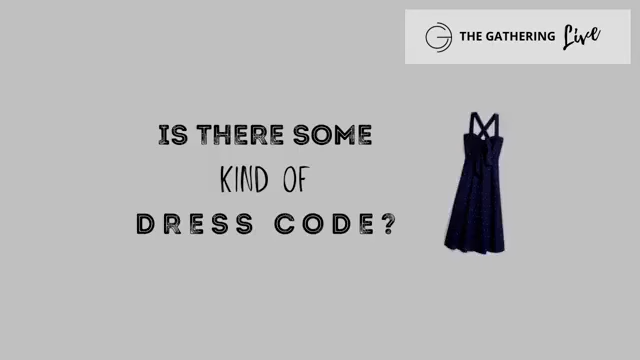 THE GATHERING Live
IS THERE SOME
KIND OF
DRESS CODE?